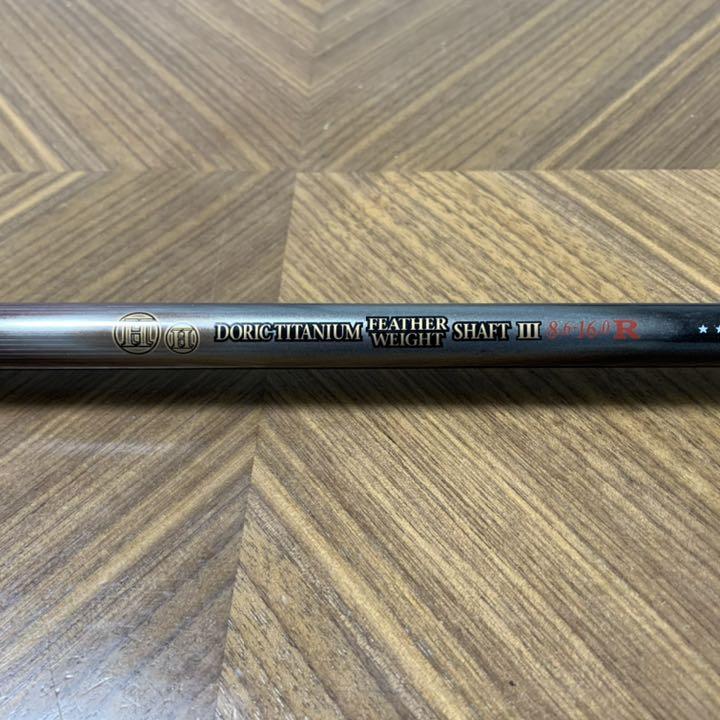 H H DORIC-TITANIUM FEATHER WEIGHT SHAFT III 8.6-16.0 R